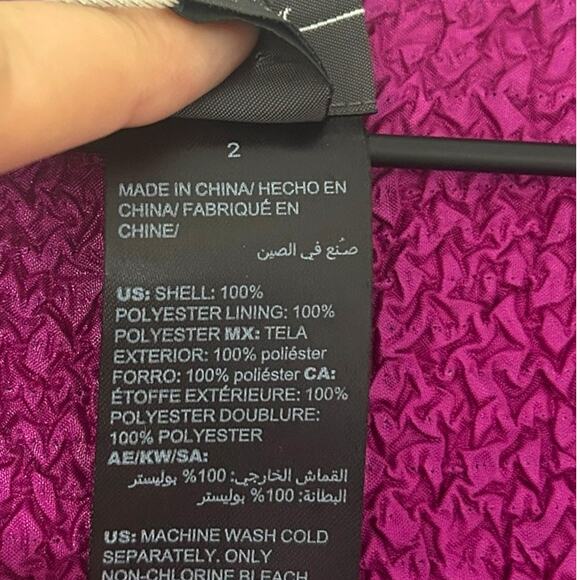 2
MADE IN CHINA/ HECHO EN
CHINA/ FABRIQUÉ EN
CHINE/
صُنع في الصين
US: SHELL: 100%
POLYESTER LINING: 100%
POLYESTER MX: TELA
EXTERIOR: 100% poliéster
FORRO: 100% poliéster CA:
ÉTOFFE EXTÉRIEURE: 100%
POLYESTER DOUBLURE:
100% POLYESTER
AE/KW/SA:
القماش الخارجي: 100% بوليستر
البطانة: 100% بوليستر
US: MACHINE WASH COLD
SEPARATELY. ONLY
NON-CHLORINE BLEACH